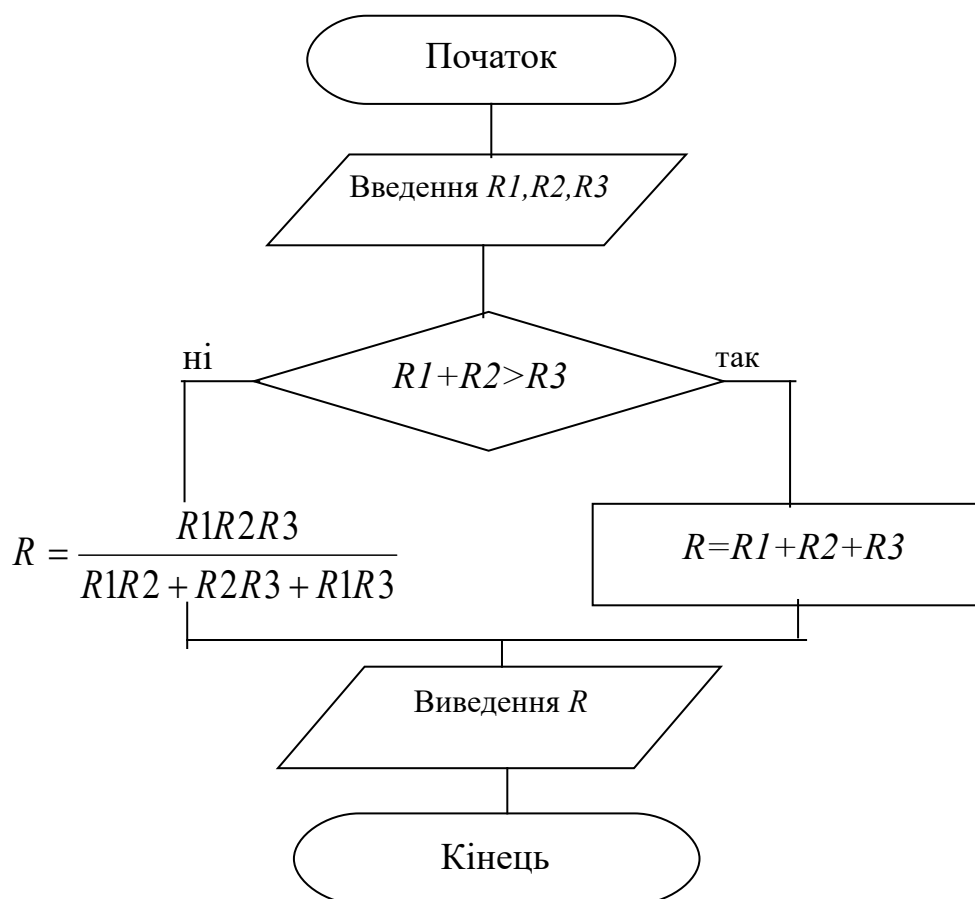 Початок
Введення R1,R2,R3
ні
так
R1+R2>R3
R = R1R2R3 / R1R2 + R2R3 + R1R3
R=R1+R2+R3
Виведення R
Кінець